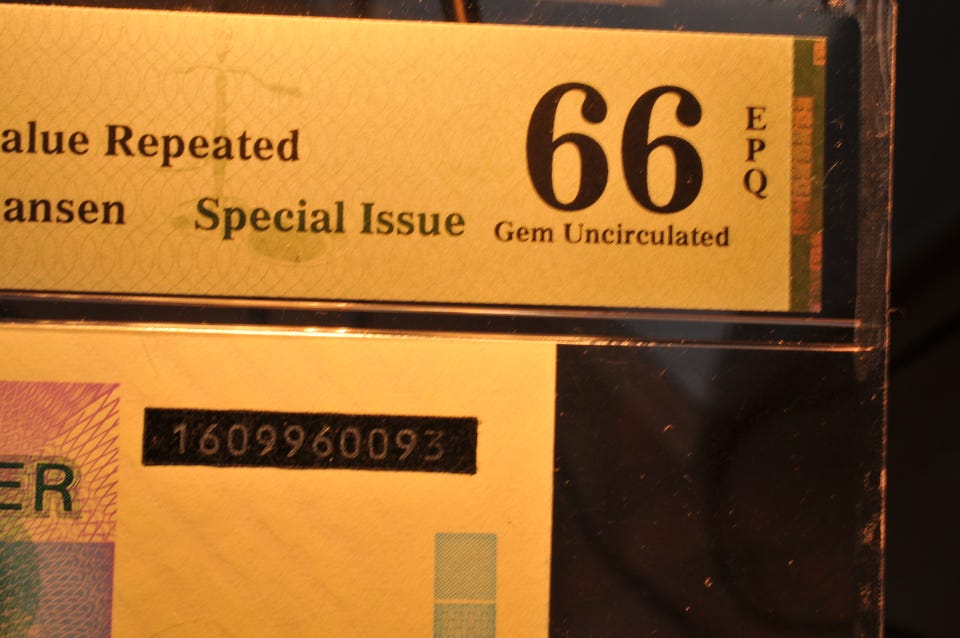 alue Repeated
ansen
Special Issue
66
EPQ
Gem Uncirculated
1609960093
ER